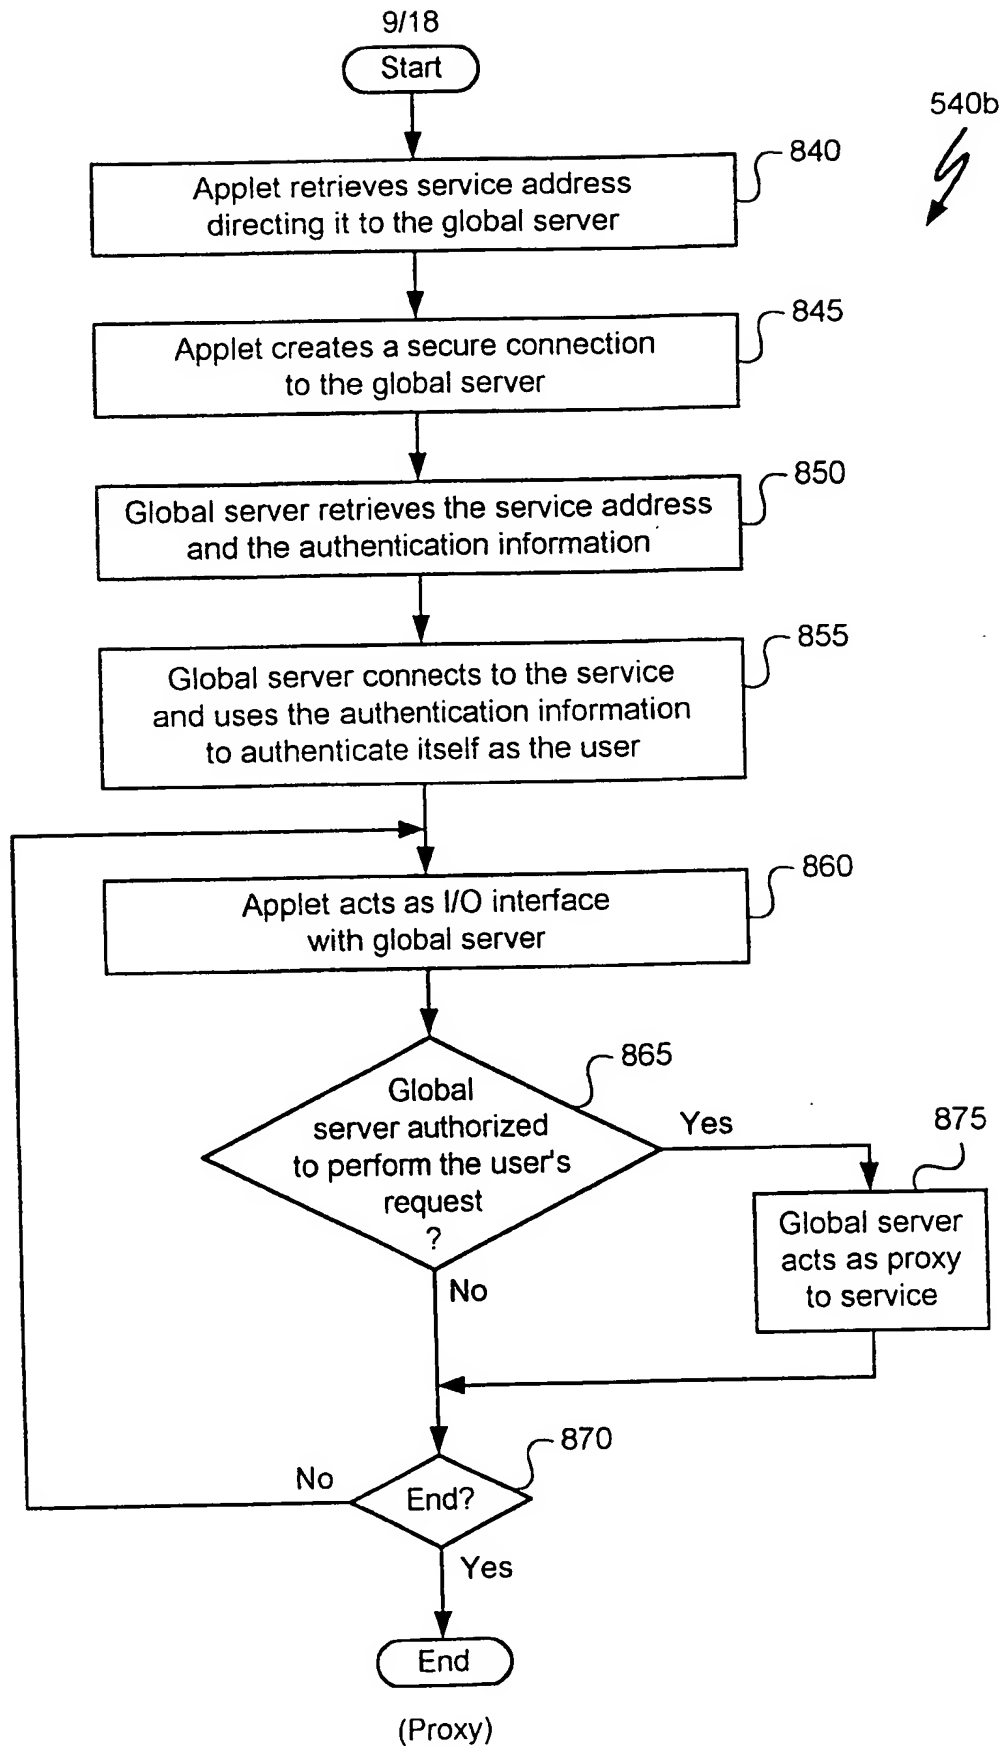 9/18
Start
540b
840
Applet retrieves service address
directing it to the global server
845
Applet creates a secure connection
to the global server
850
Global server retrieves the service address
and the authentication information
855
Global server connects to the service
and uses the authentication information
to authenticate itself as the user
860
Applet acts as I/O interface
with global server
865
Global
server authorized
to perform the user's
request
?
Yes
875
Global server
acts as proxy
to service
No
870
End?
No
Yes
End
(Proxy)